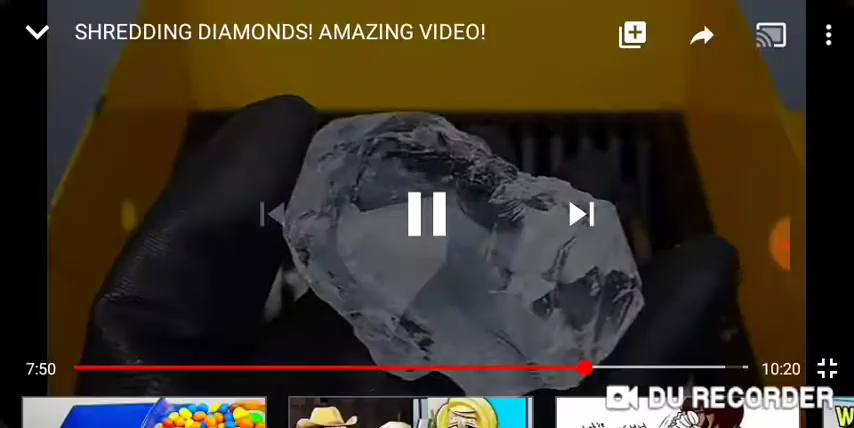 SHREDDING DIAMONDS! AMAZING VIDEO!
7:50
10:20
DU RECORDER
W